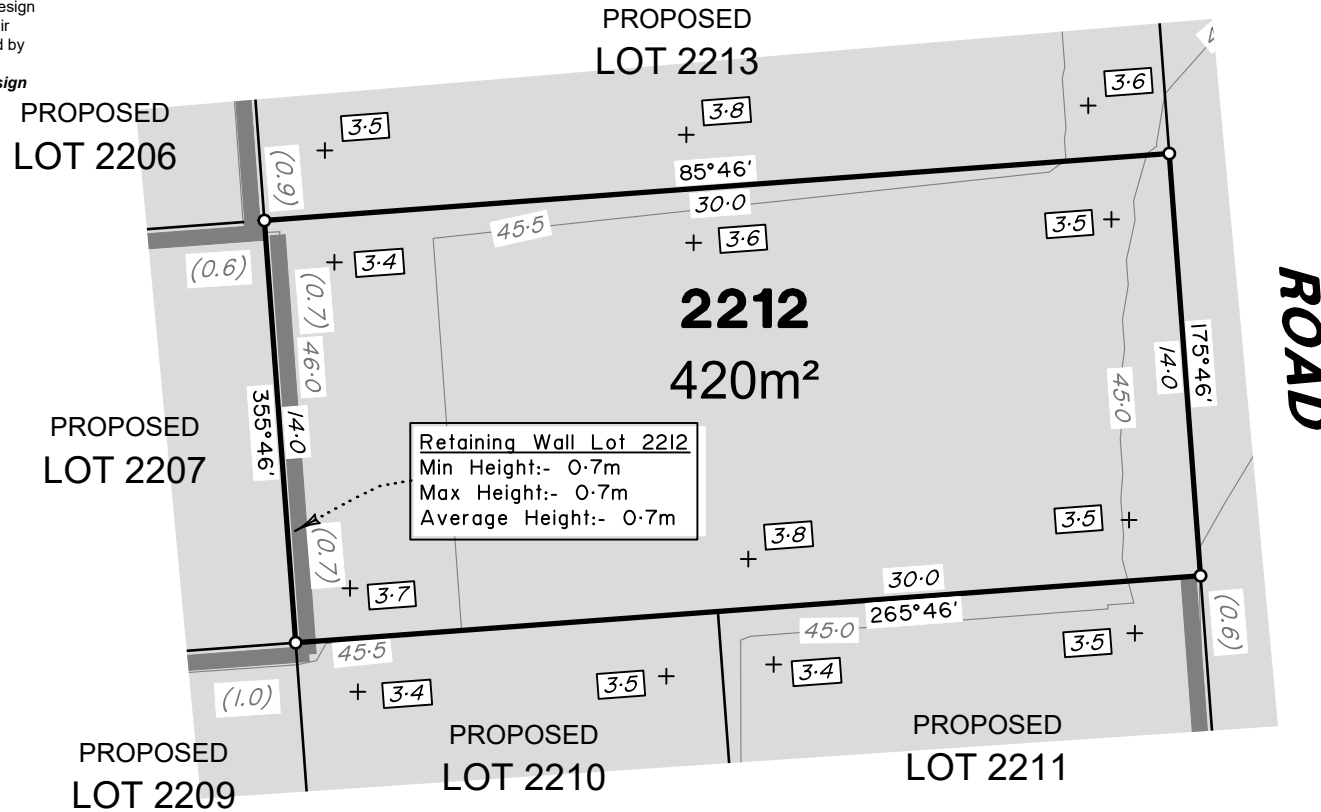 esign
ir
d by
sign
PROPOSED
LOT 2213
PROPOSED
LOT 2206
3·5
3·8
3·6
(0.9)
85°46'
30·0
45·5
3·4
3·6
3·5
(0.6)
(0.7)
46·0
2212
420m²
ROAD
175°46'
14·0
45·0
355°46'
14·0
PROPOSED
LOT 2207
Retaining Wall Lot 2212
Min Height:- 0·7m
Max Height:- 0·7m
Average Height:- 0·7m
(0.7)
3·7
3·8
3·5
30·0
265°46'
45·5
45·0
(0.6)
(1.0)
3·4
3·5
3·4
3·5
PROPOSED
LOT 2209
PROPOSED
LOT 2210
PROPOSED
LOT 2211